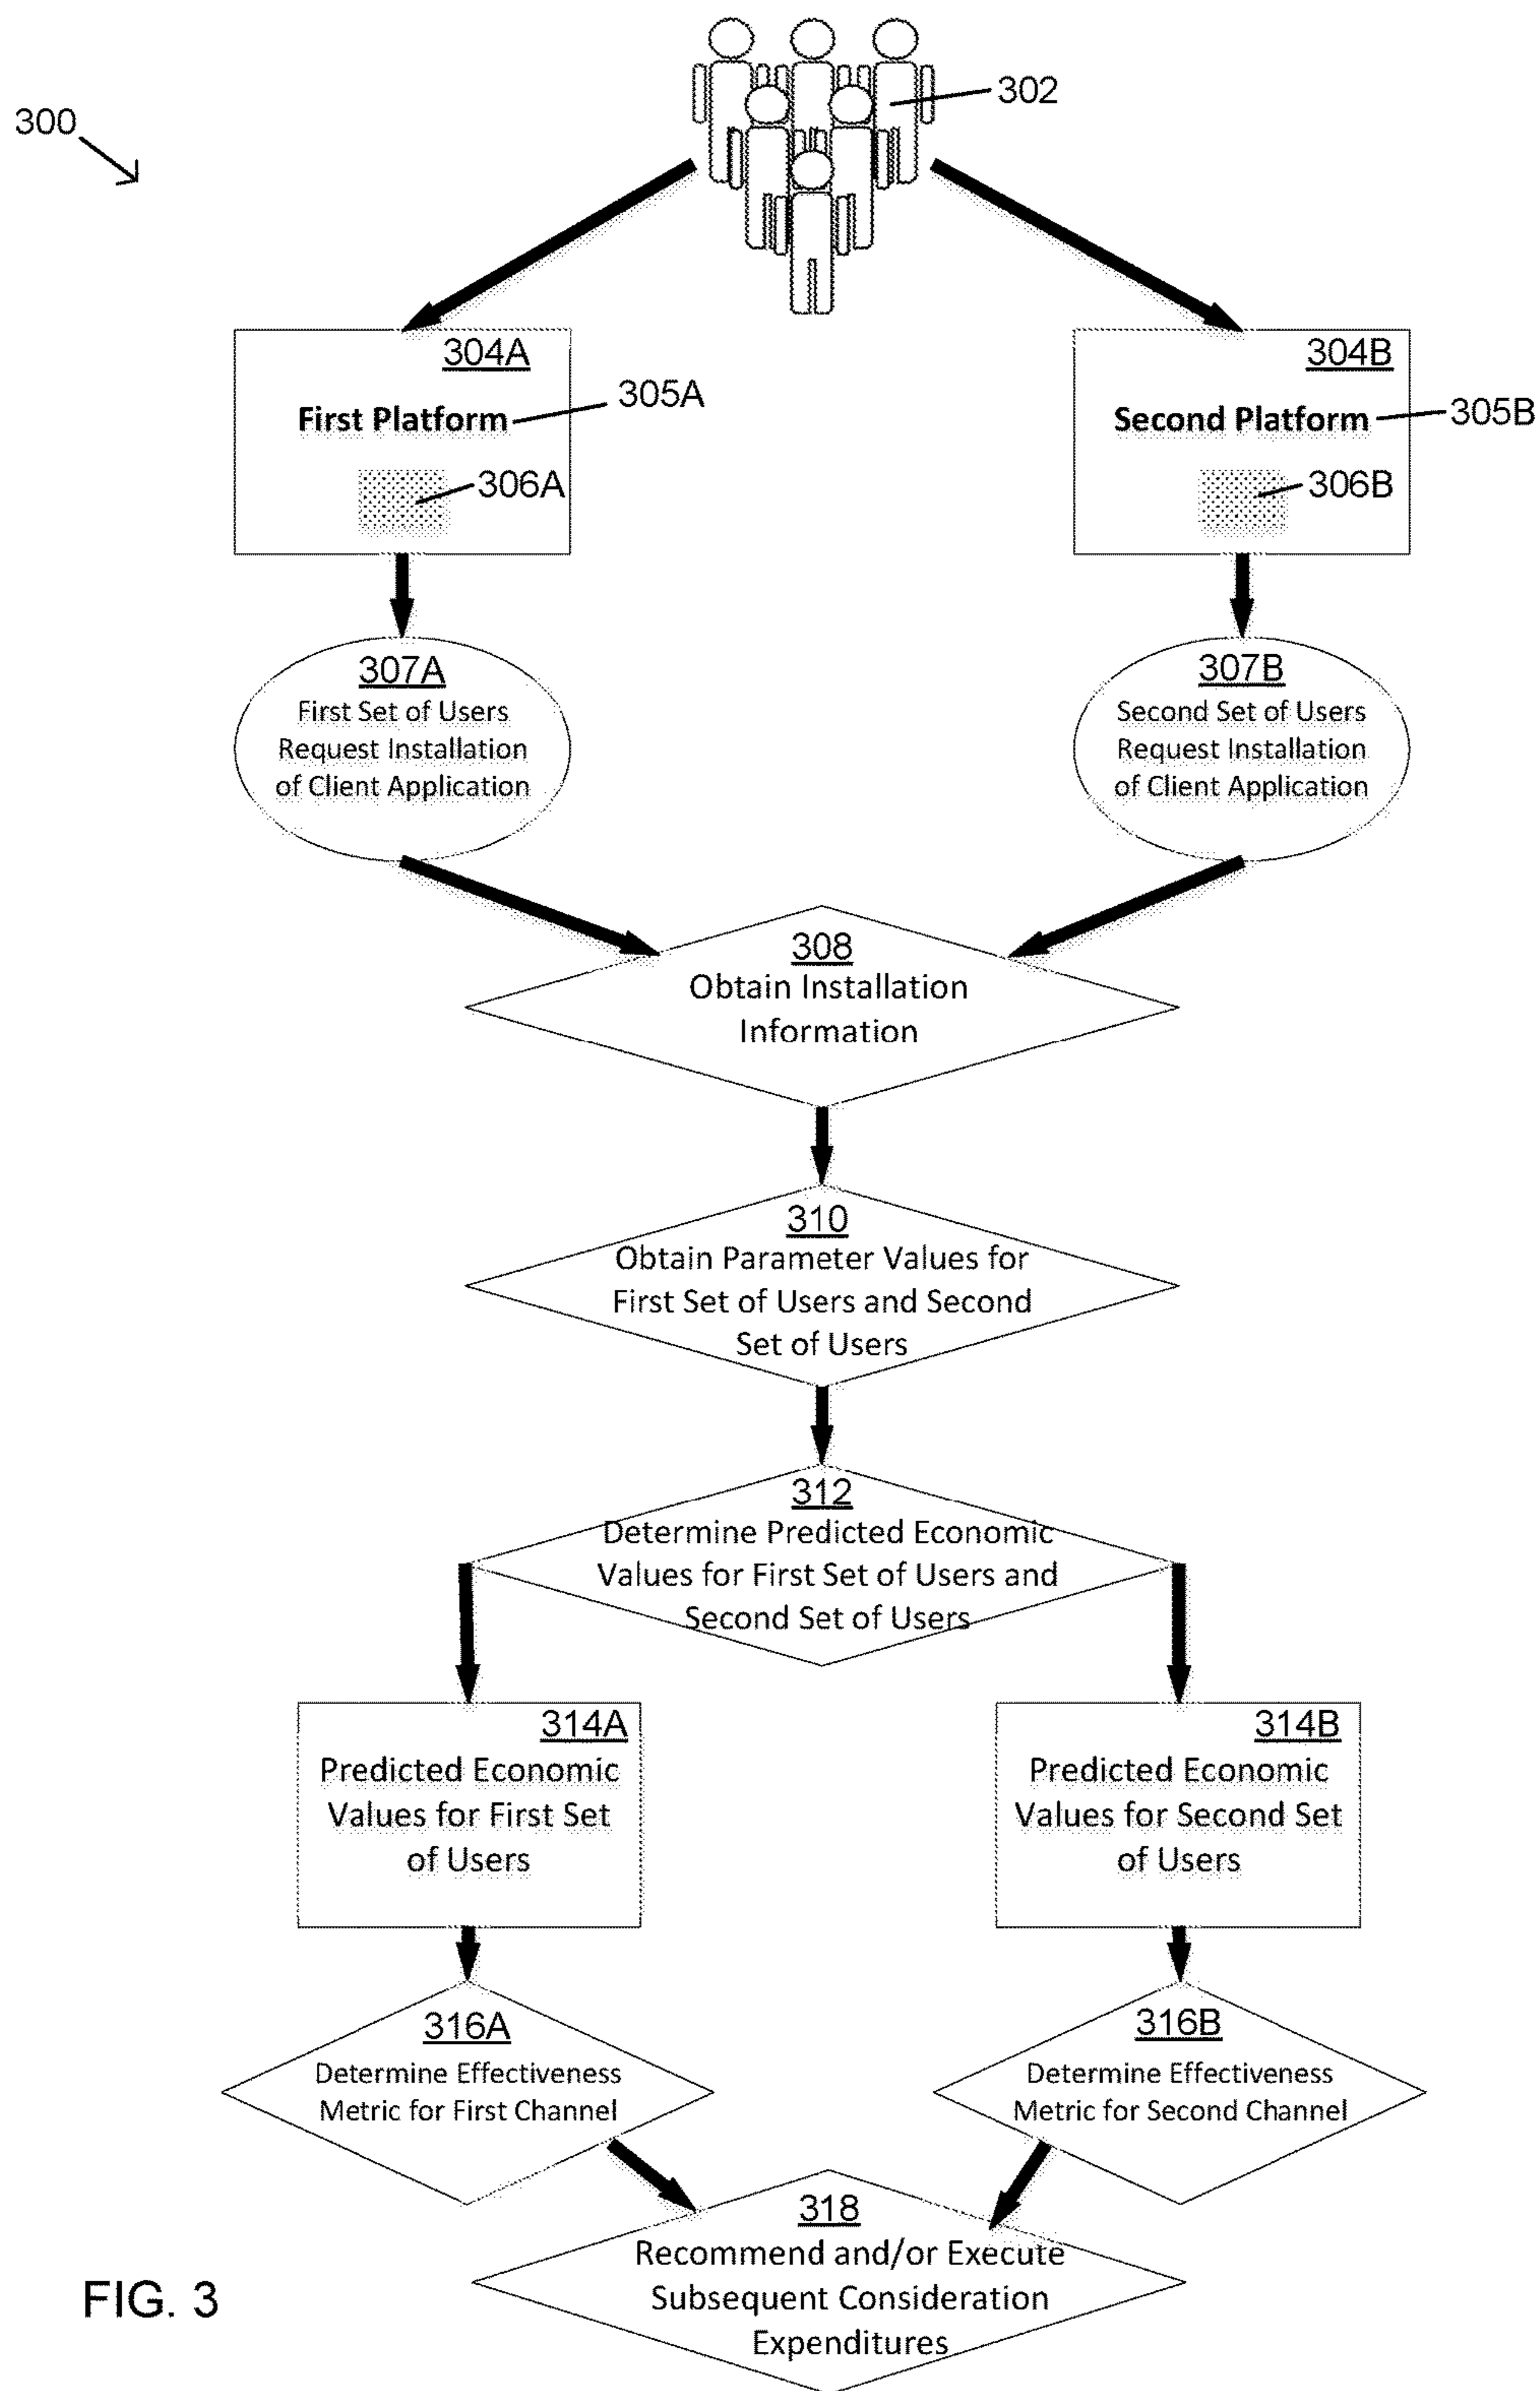 302
300
304A
304B
First Platform
305A
Second Platform
305B
306A
306B
307A
First Set of Users
Request Installation
of Client Application
307B
Second Set of Users
Request Installation
of Client Application
308
Obtain Installation
Information
310
Obtain Parameter Values for
First Set of Users and Second
Set of Users
312
Determine Predicted Economic
Values for First Set of Users and
Second Set of Users
314A
Predicted Economic
Values for First Set
of Users
314B
Predicted Economic
Values for Second Set
of Users
316A
Determine Effectiveness
Metric for First Channel
316B
Determine Effectiveness
Metric for Second Channel
318
Recommend and/or Execute
Subsequent Consideration
Expenditures
FIG. 3